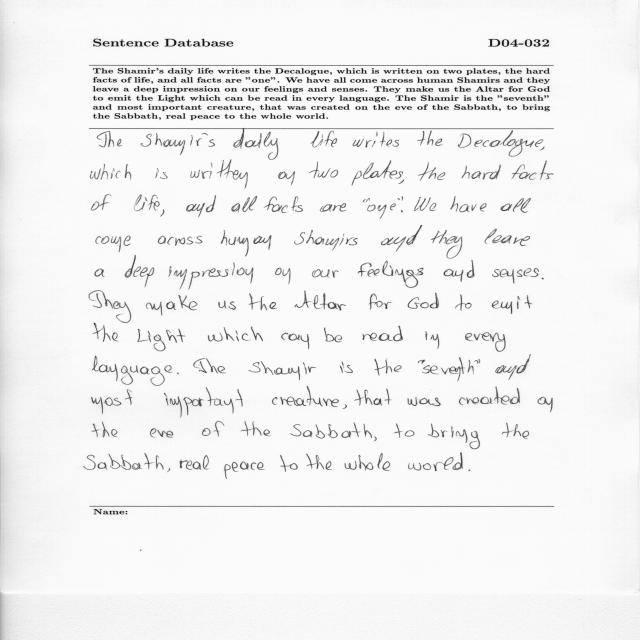 Sentence Database D04-032
The Shamir's daily life writes the Decalogue, which is written on two plates, the hard
facts of life, and all facts are "one". We have all come across human Shamirs and they
leave a deep impression on our feelings and senses. They make us the Altar for God
to emit the Light which can be read in every language. The Shamir is the "seventh"
and most important creature, that was created on the eve of the Sabbath, to bring
the Sabbath, real peace to the whole world.
The Shamir's daily life writes the Decalogue,
which is written on two plates, the hard facts
of life, and all facts are "one". We have all
come across human Shamirs and they leave
a deep impression on our feelings and senses.
They make us the Altar for God to emit
the Light which can be read in every
language. The Shamir is the "seventh" and
most important creature, that was created on
the eve of the Sabbath, to bring the
Sabbath, real peace to the whole world.
Name: